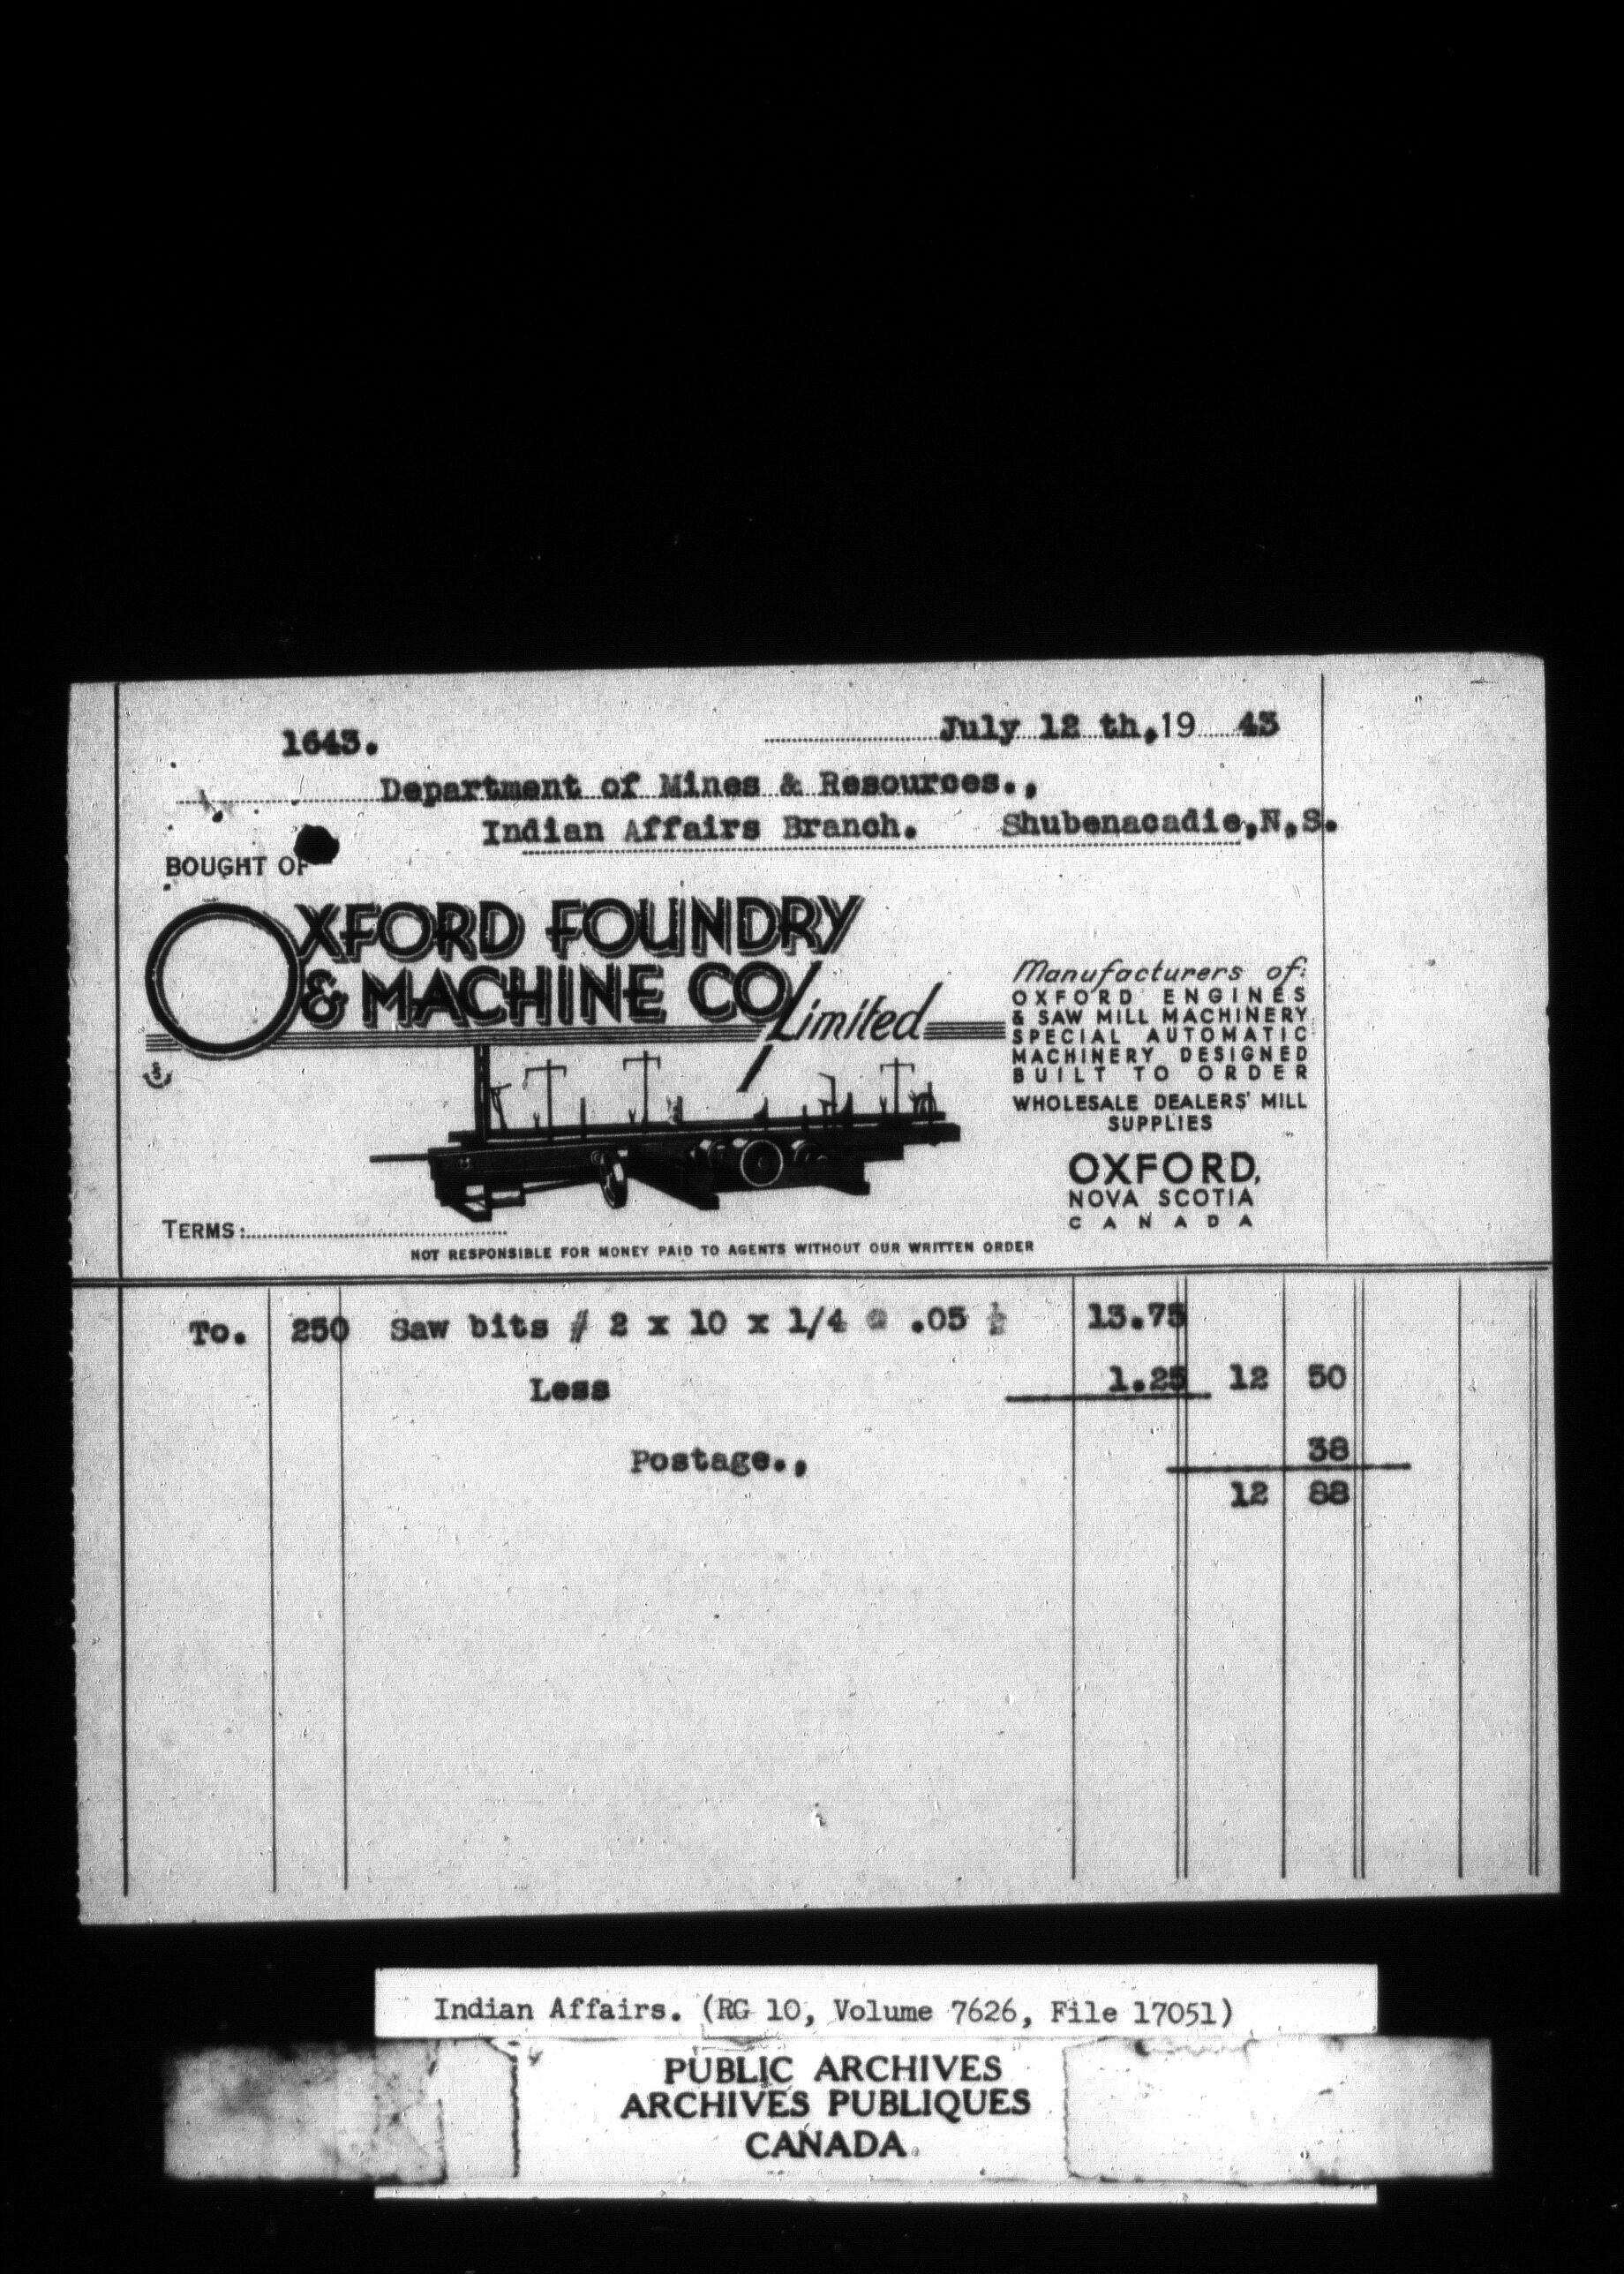 1643.
July 12 th, 19 43
Department of Mines & Resources.,
Indian Affairs Branch. Shubenacadie,N,S.
BOUGHT OF
OXFORD FOUNDRY
& MACHINE CO Limited
Manufacturers of:
OXFORD ENGINES
& SAW MILL MACHINERY
SPECIAL AUTOMATIC
MACHINERY DESIGNED
BUILT TO ORDER
WHOLESALE DEALERS' MILL
SUPPLIES
OXFORD,
NOVA SCOTIA
CANADA
TERMS:
NOT RESPONSIBLE FOR MONEY PAID TO AGENTS WITHOUT OUR WRITTEN ORDER
To. 250 Saw bits # 2 x 10 x 1/4 @ .05 ½ 13.75
Less 1.25 12 50
Postage., 38
12 88
Indian Affairs. (RG 10, Volume 7626, File 17051)
PUBLIC ARCHIVES
ARCHIVES PUBLIQUES
CANADA